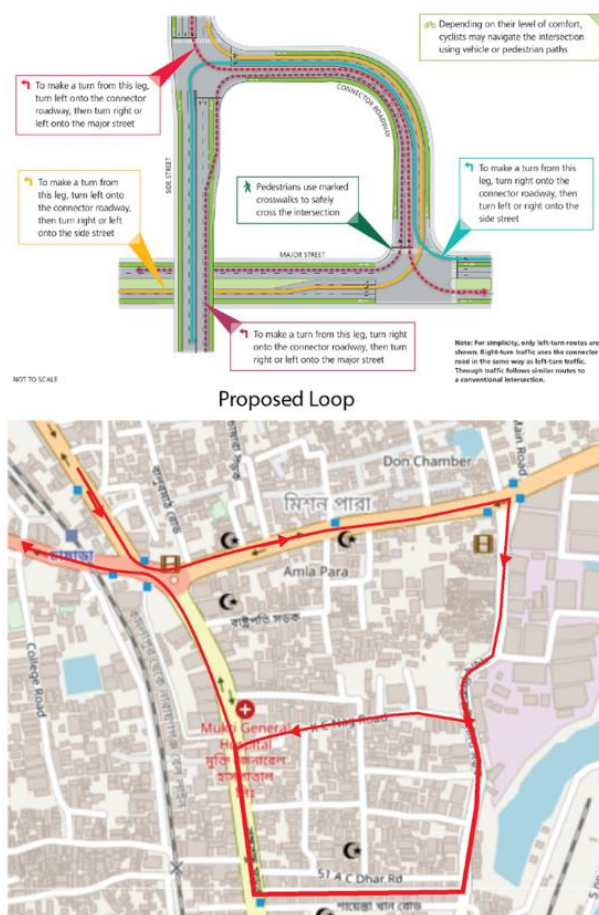 Depending on their level of comfort,
cyclists may navigate the intersection
using vehicle or pedestrian paths
To make a turn from this leg,
turn left onto the connector
roadway, then turn right or
left onto the major street
CONNECTOR ROADWAY
SIDE STREET
To make a turn from
this leg, turn left onto
the connector roadway,
then turn right or left
onto the side street
Pedestrians use marked
crosswalks to safely
cross the intersection
To make a turn from this
leg, turn right onto the
connector roadway, then
turn left or right onto the
side street
MAJOR STREET
To make a turn from this leg, turn right
onto the connector roadway, then turn
right or left onto the major street
Note: For simplicity, only left-turn routes are
shown. Right-turn traffic uses the connector
road in the same way as left-turn traffic.
Through traffic follows similar routes to
a conventional intersection.
NOT TO SCALE
Proposed Loop
Main Road
Don Chamber
মিশন পারা
চাষাড়া
Amla Para
রাষ্ট্রপতি সড়ক
College Road
Mukti General
Hospital
মুক্তি জেনারেল
হাসপাতাল
লিঃ
K C Nag Road
51 A C Dhar Rd
শায়েস্তা খান রোড